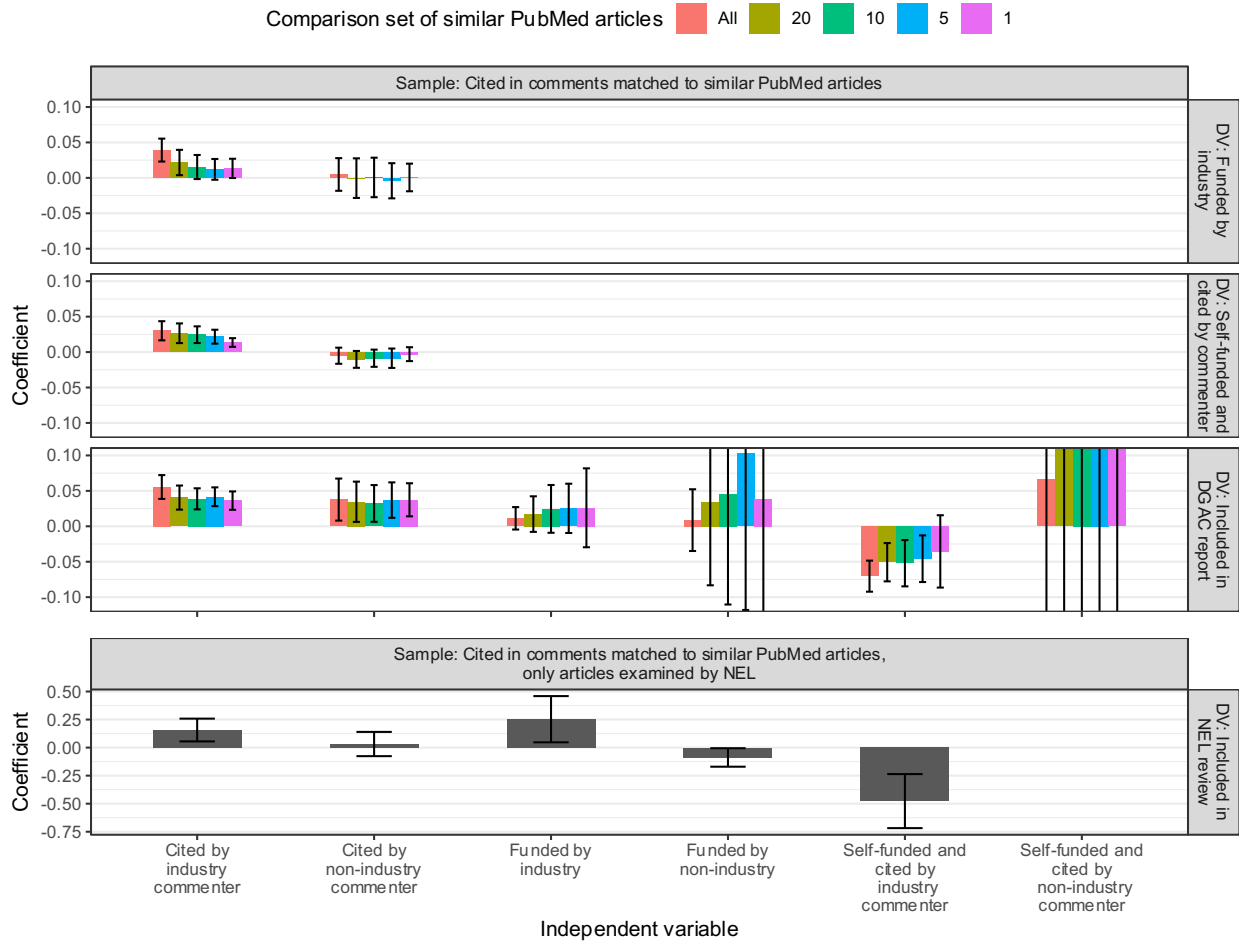 Comparison set of similar PubMed articles All 20 10 5 1
Sample: Cited in comments matched to similar PubMed articles
0.10
0.05
0.00
-0.05
-0.10
DV: Funded by
industry
0.10
0.05
0.00
-0.05
-0.10
DV: Self-funded and
cited by commenter
Coefficient
0.10
0.05
0.00
-0.05
-0.10
DV: Included in
DGAC report
Sample: Cited in comments matched to similar PubMed articles,
only articles examined by NEL
0.50
0.25
0.00
-0.25
-0.50
-0.75
DV: Included in
NEL review
Coefficient
Cited by
industry
commenter
Cited by
non-industry
commenter
Funded by
industry
Funded by
non-industry
Self-funded and
cited by
industry
commenter
Self-funded and
cited by
non-industry
commenter
Independent variable